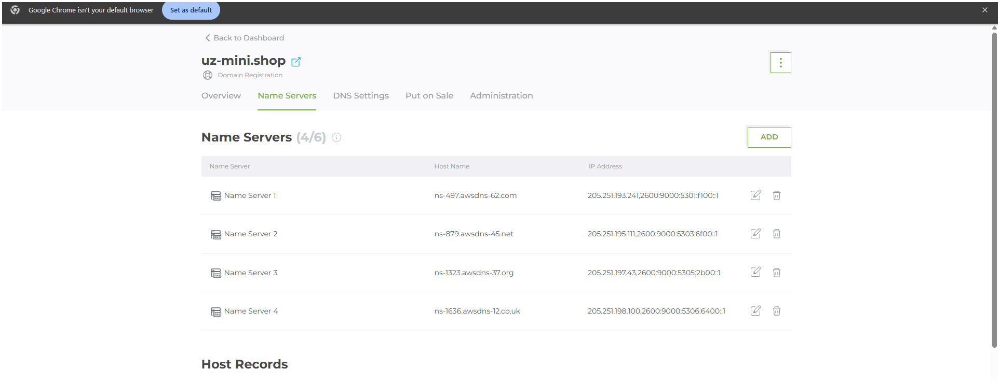 Google Chrome isn't your default browser Set as default
Back to Dashboard
uz-mini.shop
Domain Registration
Overview Name Servers DNS Settings Put on Sale Administration
Name Servers (4/6) ADD
Name Server Host Name IP Address
Name Server 1 ns-497.awsdns-62.com 205.251.193.241,2600:9000:5301:f100::1
Name Server 2 ns-879.awsdns-45.net 205.251.195.111,2600:9000:5303:6f00::1
Name Server 3 ns-1323.awsdns-37.org 205.251.197.43,2600:9000:5305:2b00::1
Name Server 4 ns-1636.awsdns-12.co.uk 205.251.198.100,2600:9000:5306:6400::1
Host Records